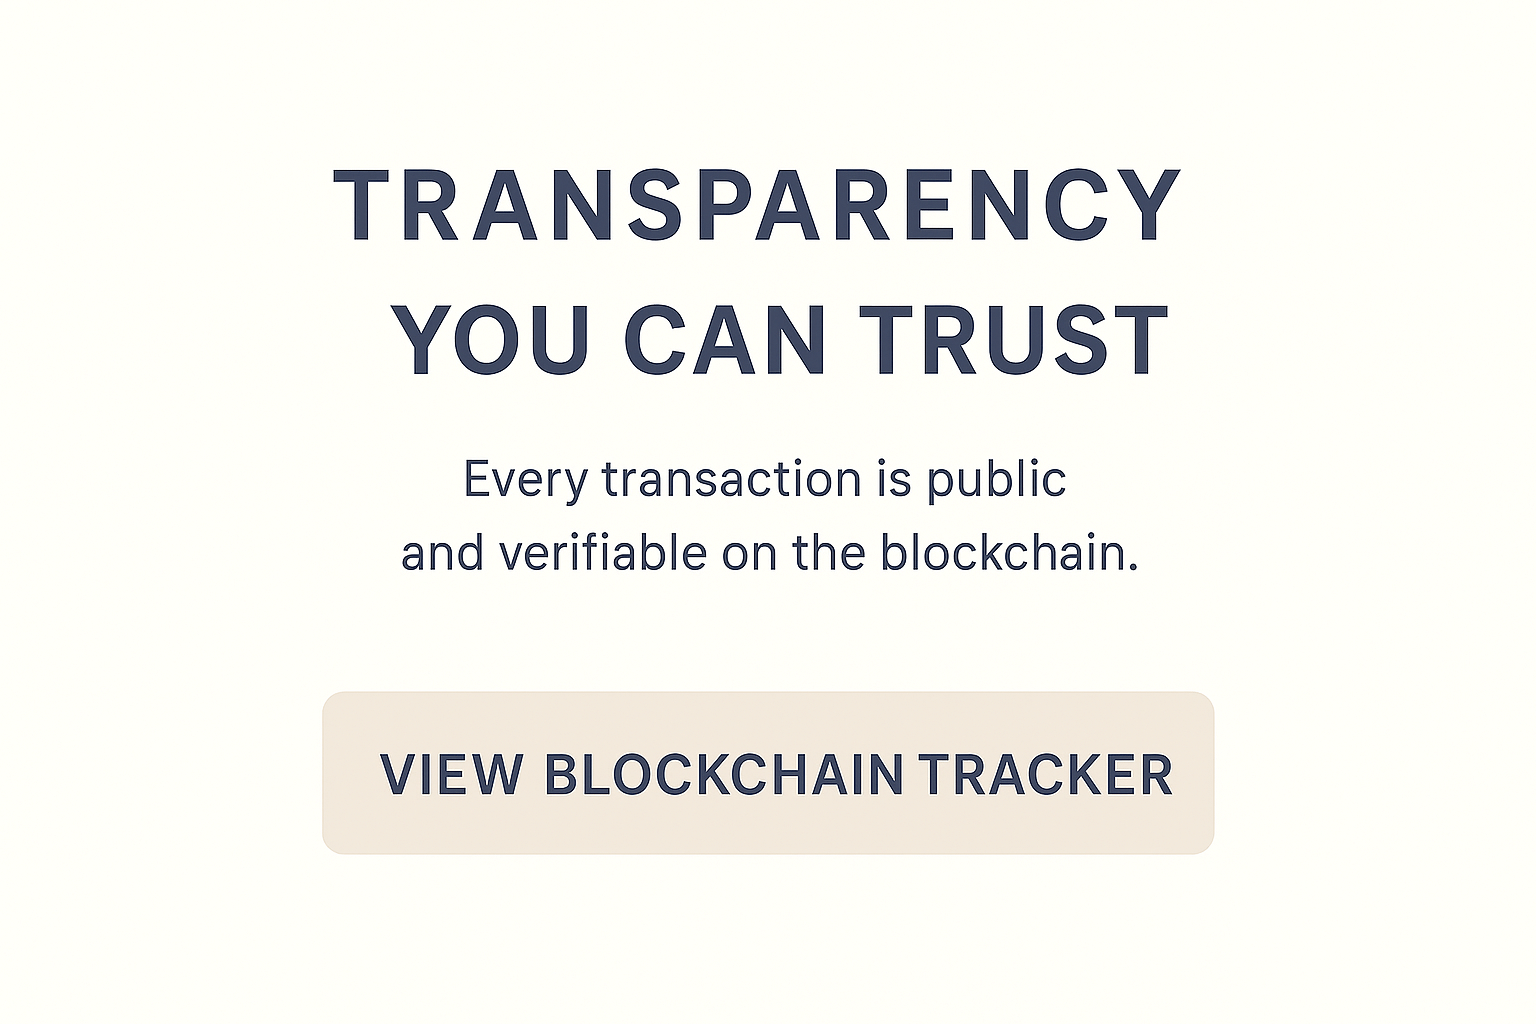 TRANSPARENCY
YOU CAN TRUST
Every transaction is public
and verifiable on the blockchain.
VIEW BLOCKCHAIN TRACKER